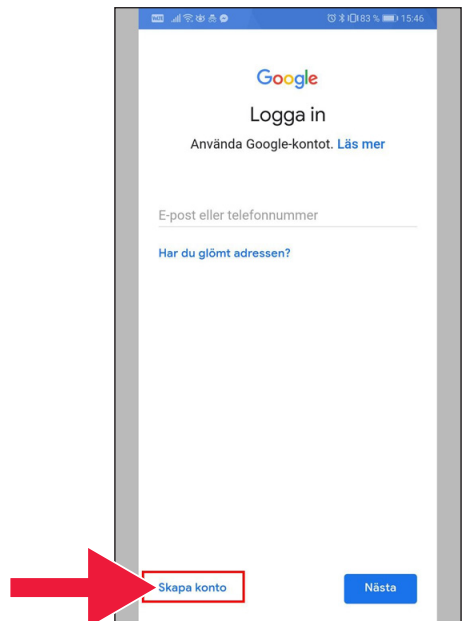 83 % 15:46
Google
Logga in
Använda Google-kontot. Läs mer
E-post eller telefonnummer
Har du glömt adressen?
Skapa konto
Nästa